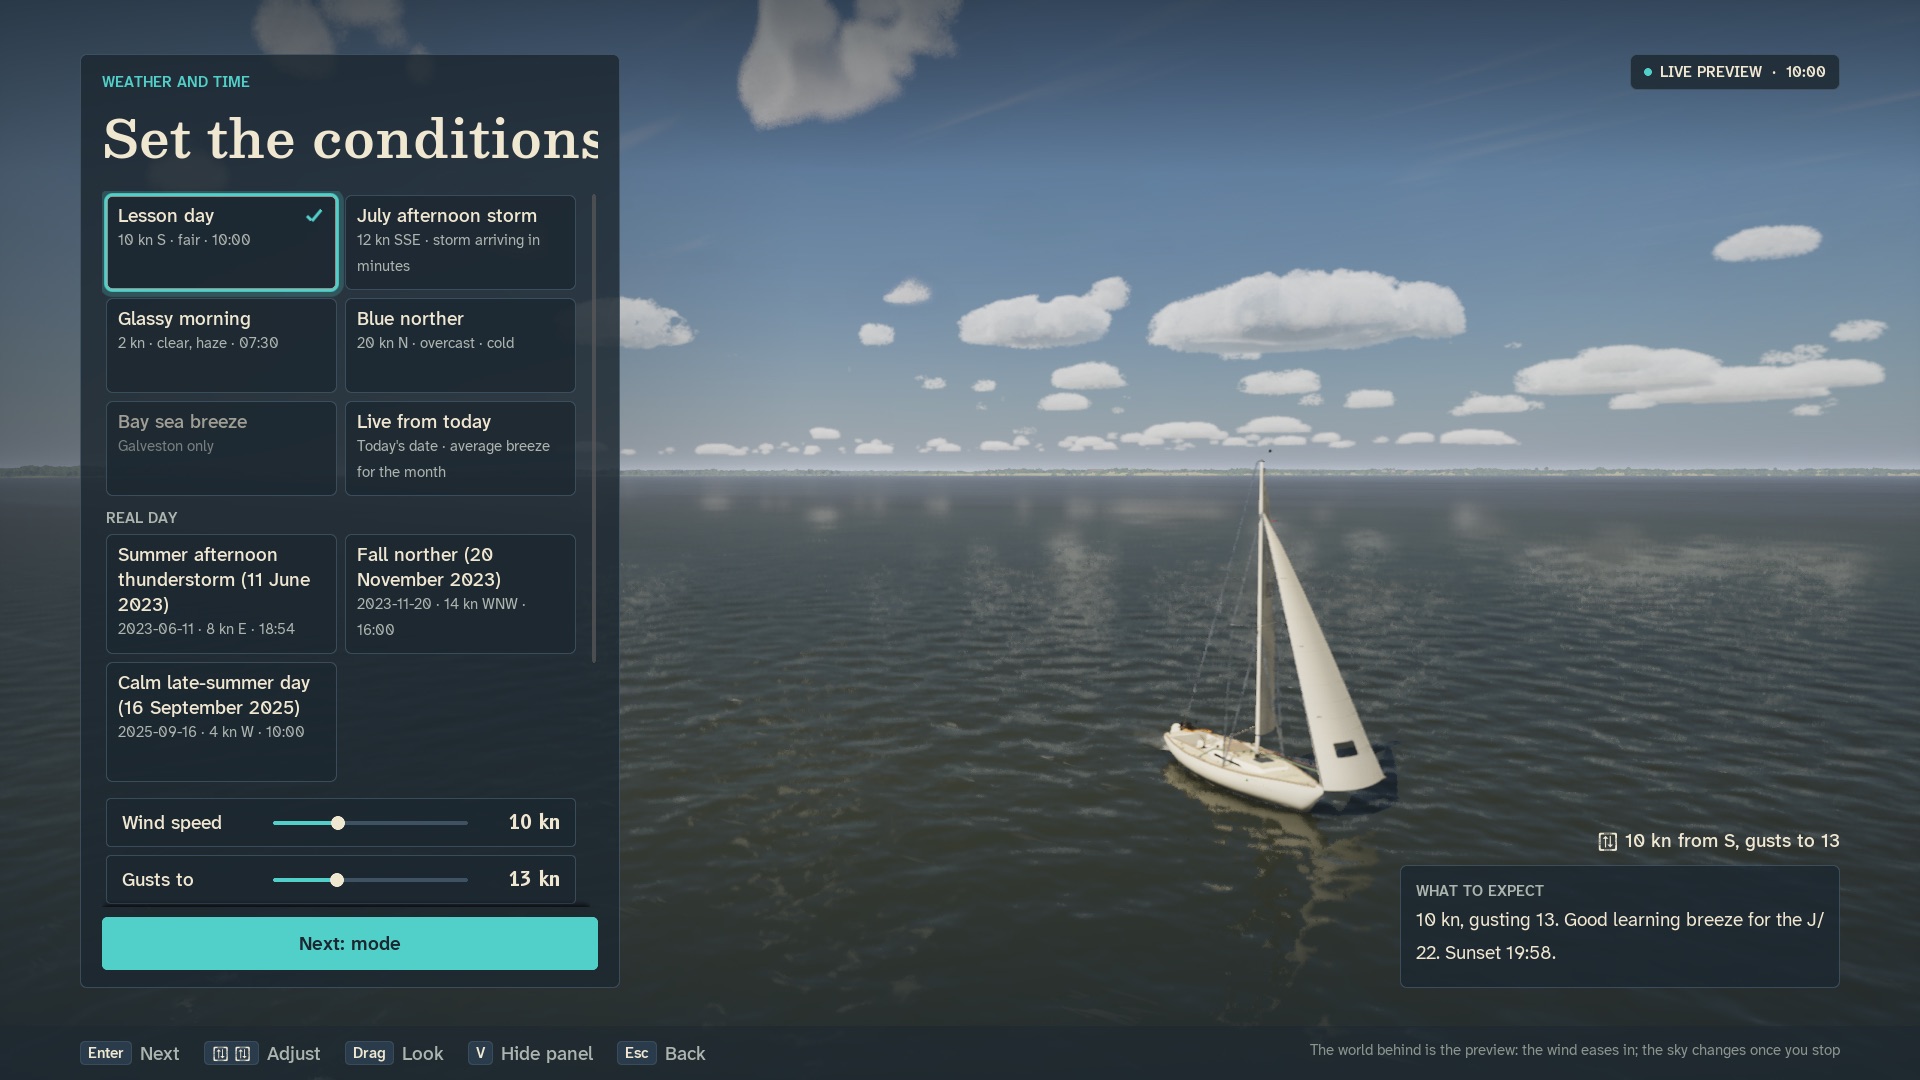 WEATHER AND TIME
Set the conditions
Lesson day
10 kn S · fair · 10:00
July afternoon storm
12 kn SSE · storm arriving in
minutes
Glassy morning
2 kn · clear, haze · 07:30
Blue norther
20 kn N · overcast · cold
Bay sea breeze
Galveston only
Live from today
Today's date · average breeze
for the month
REAL DAY
Summer afternoon
thunderstorm (11 June
2023)
2023-06-11 · 8 kn E · 18:54
Fall norther (20
November 2023)
2023-11-20 · 14 kn WNW ·
16:00
Calm late-summer day
(16 September 2025)
2025-09-16 · 4 kn W · 10:00
Wind speed 10 kn
Gusts to 13 kn
Next: mode
LIVE PREVIEW · 10:00
10 kn from S, gusts to 13
WHAT TO EXPECT
10 kn, gusting 13. Good learning breeze for the J/
22. Sunset 19:58.
Enter Next Adjust Drag Look V Hide panel Esc Back
The world behind is the preview: the wind eases in; the sky changes once you stop